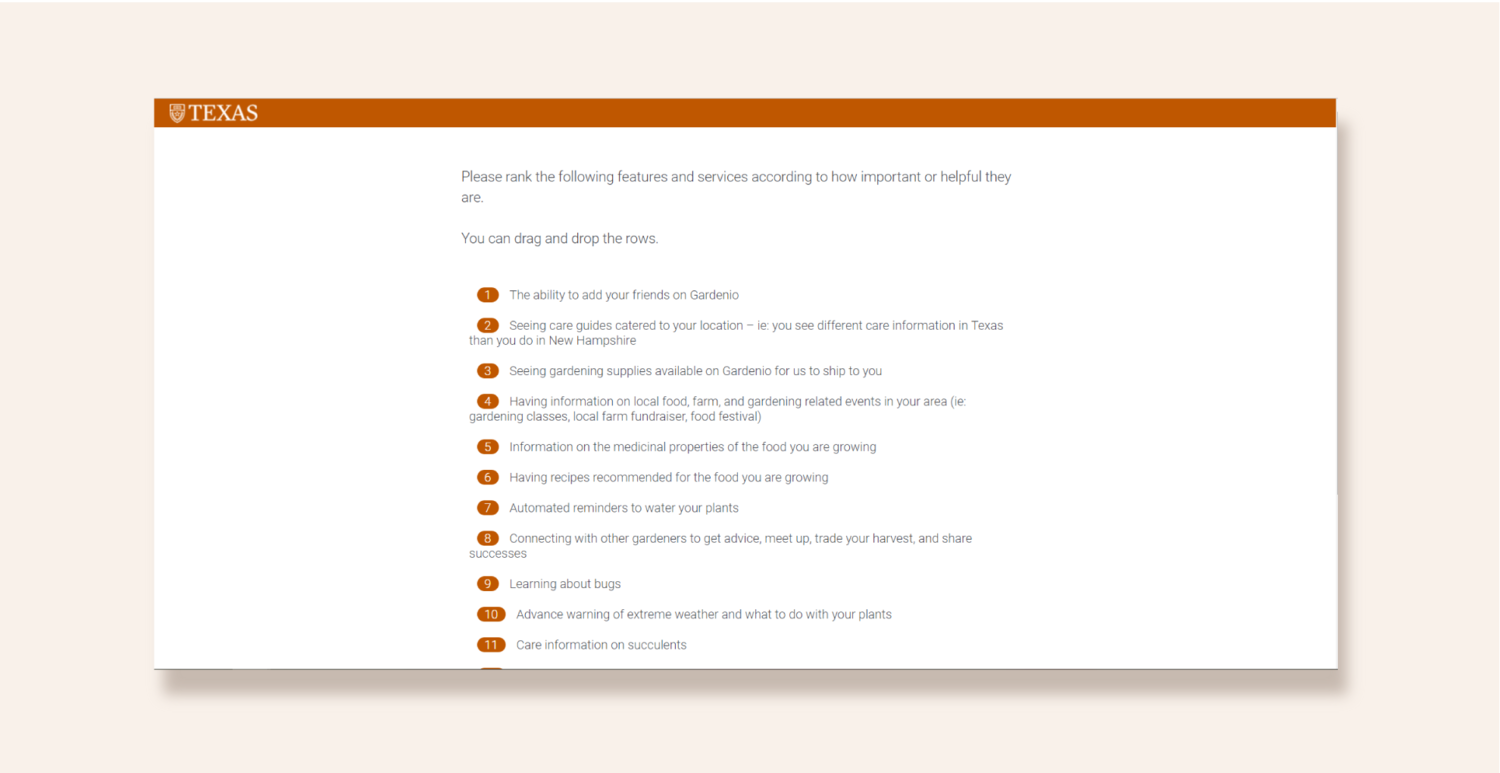 TEXAS
Please rank the following features and services according to how important or helpful they
are.
You can drag and drop the rows.
1 The ability to add your friends on Gardenio
2 Seeing care guides catered to your location – ie: you see different care information in Texas
than you do in New Hampshire
3 Seeing gardening supplies available on Gardenio for us to ship to you
4 Having information on local food, farm, and gardening related events in your area (ie:
gardening classes, local farm fundraiser, food festival)
5 Information on the medicinal properties of the food you are growing
6 Having recipes recommended for the food you are growing
7 Automated reminders to water your plants
8 Connecting with other gardeners to get advice, meet up, trade your harvest, and share
successes
9 Learning about bugs
10 Advance warning of extreme weather and what to do with your plants
11 Care information on succulents